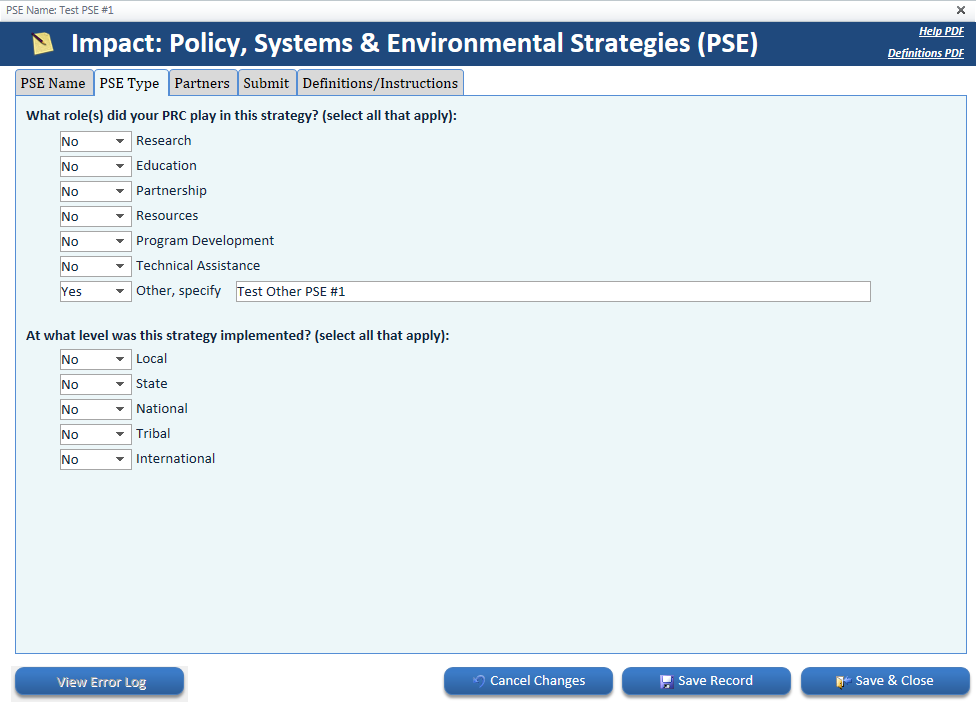 PSE Name: Test PSE #1
Impact: Policy, Systems & Environmental Strategies (PSE)
Help PDF
Definitions PDF
PSE Name PSE Type Partners Submit Definitions/Instructions
What role(s) did your PRC play in this strategy? (select all that apply):
No Research
No Education
No Partnership
No Resources
No Program Development
No Technical Assistance
Yes Other, specify Test Other PSE #1
At what level was this strategy implemented? (select all that apply):
No Local
No State
No National
No Tribal
No International
View Error Log Cancel Changes Save Record Save & Close